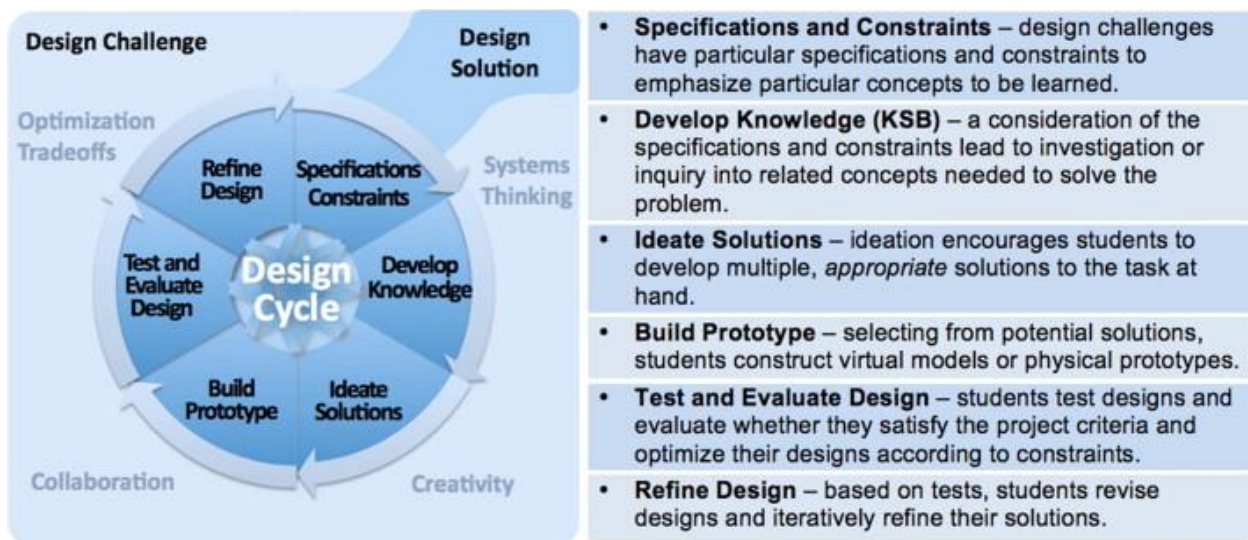 Design Challenge
Design
Solution
Optimization
Tradeoffs
Systems
Thinking
Refine
Design
Specifications
Constraints
Test and
Evaluate
Design
Design
Cycle
Develop
Knowledge
Build
Prototype
Ideate
Solutions
Collaboration
Creativity
• Specifications and Constraints – design challenges
have particular specifications and constraints to
emphasize particular concepts to be learned.
• Develop Knowledge (KSB) – a consideration of the
specifications and constraints lead to investigation or
inquiry into related concepts needed to solve the
problem.
• Ideate Solutions – ideation encourages students to
develop multiple, appropriate solutions to the task at
hand.
• Build Prototype – selecting from potential solutions,
students construct virtual models or physical prototypes.
• Test and Evaluate Design – students test designs and
evaluate whether they satisfy the project criteria and
optimize their designs according to constraints.
• Refine Design – based on tests, students revise
designs and iteratively refine their solutions.